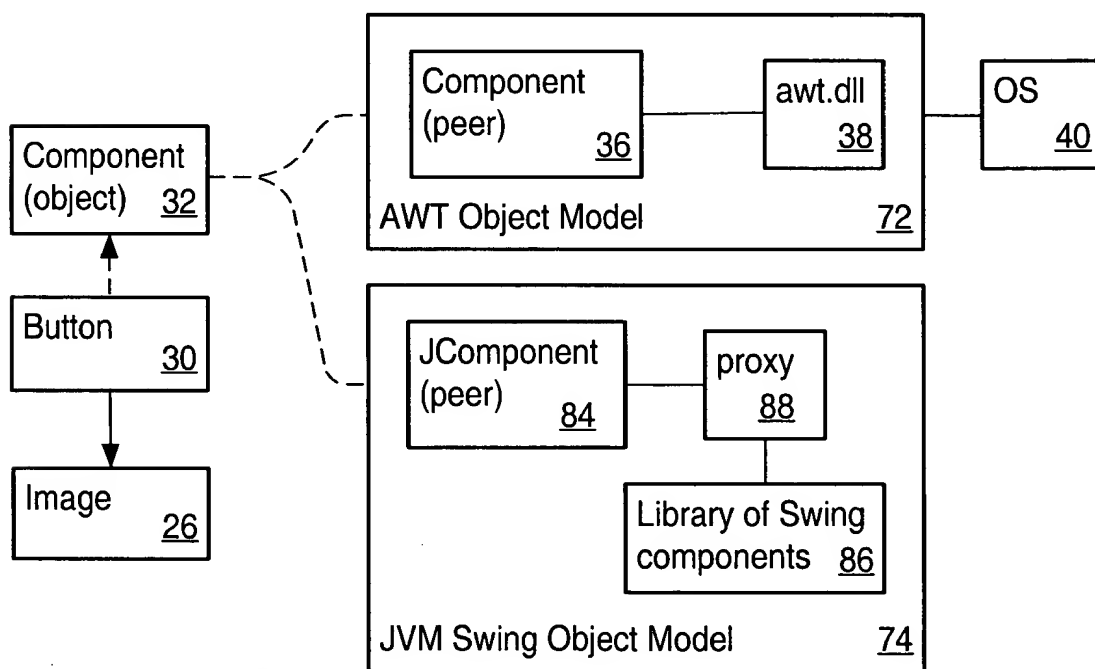 Component
(object) 32
Button
30
Image
26
Component
(peer) 36
awt.dll
38
AWT Object Model 72
OS
40
JComponent
(peer) 84
proxy
88
Library of Swing
components 86
JVM Swing Object Model 74